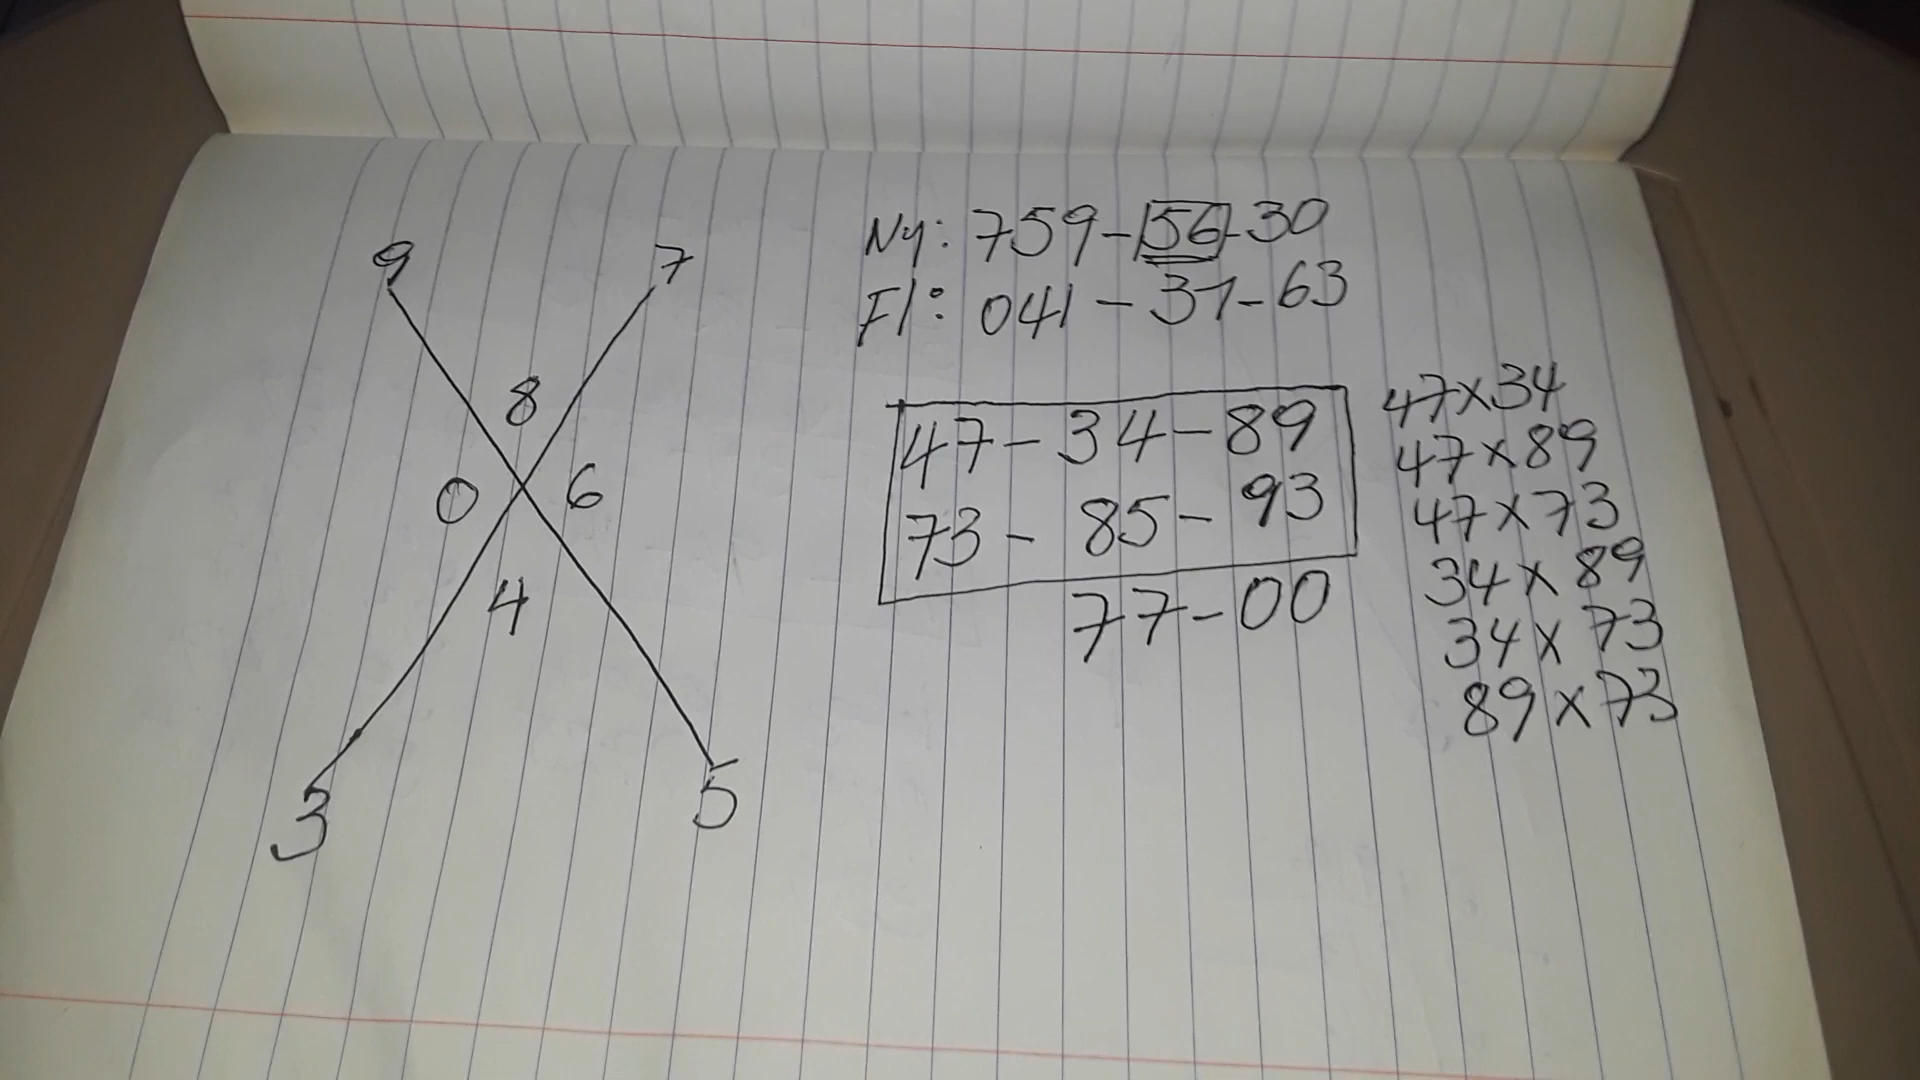 9 7
8
0 6
4
3 5
Ny: 759-56-30
Fl: 041-31-63
47-34-89
73-85-93
77-00
47x34
47x89
47x73
34x89
34x73
89x73